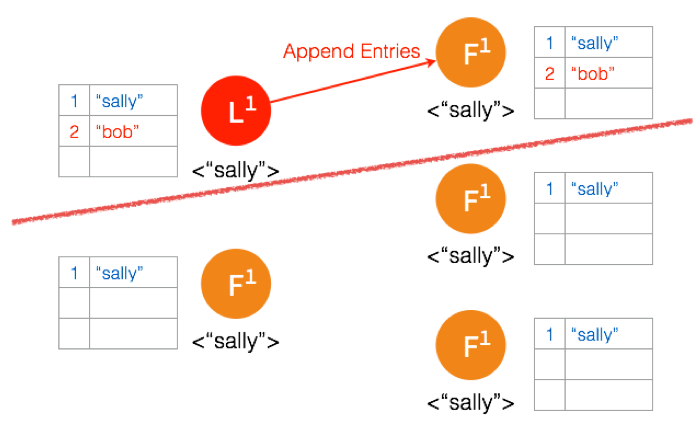 Append Entries
F¹
1 “sally”
2 “bob”
<“sally”>
1 “sally”
2 “bob”
L¹
<“sally”>
F¹
1 “sally”
<“sally”>
1 “sally”
F¹
<“sally”>
F¹
1 “sally”
<“sally”>